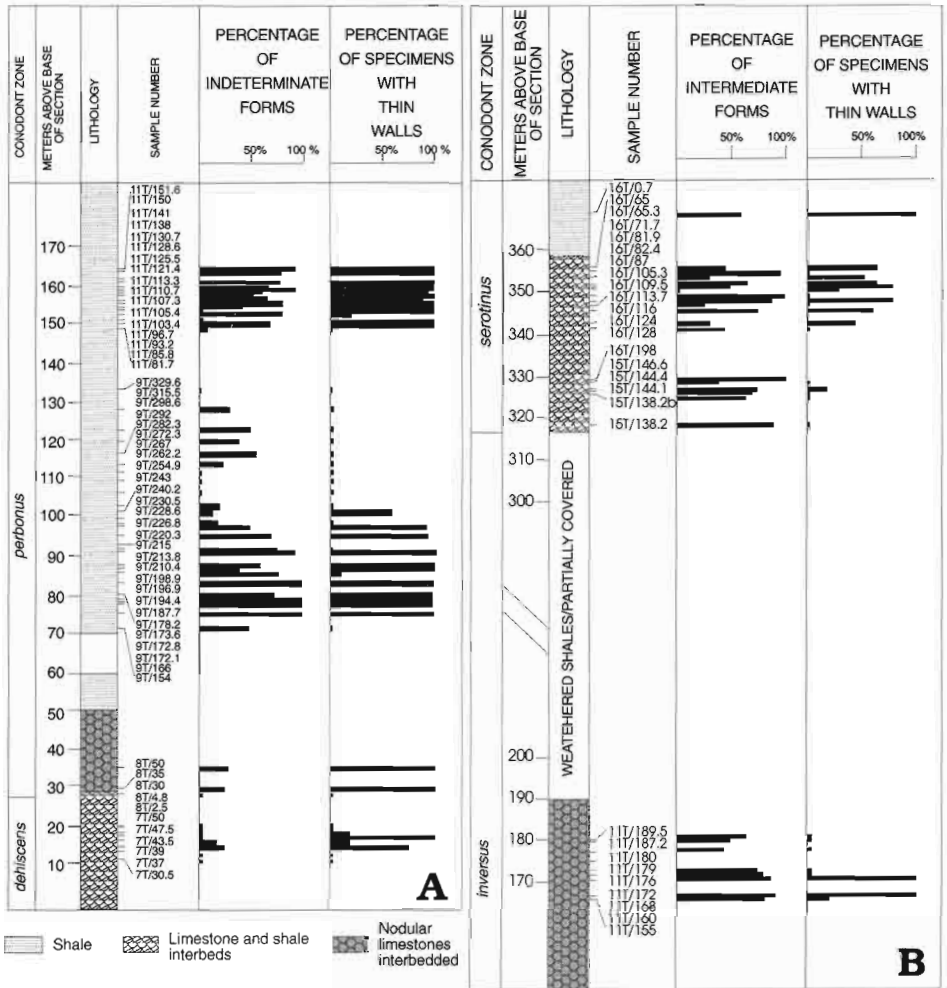 CONODONT ZONE
METERS ABOVE BASE
OF SECTION
LITHOLOGY
SAMPLE NUMBER
PERCENTAGE
OF
INDETERMINATE
FORMS
50% 100 %
PERCENTAGE
OF SPECIMENS
WITH
THIN
WALLS
50% 100 %
perbonus
dehiscens
170
160
150
140
130
120
110
100
90
80
70
60
50
40
30
20
10
11T/151.6
11T/150
11T/141
11T/138
11T/130.7
11T/128.6
11T/125.5
11T/121.4
11T/113.3
11T/110.7
11T/107.3
11T/105.4
11T/103.4
11T/96.7
11T/93.2
11T/85.8
11T/81.7
9T/329.6
9T/315.5
9T/298.6
9T/292
9T/282.3
9T/272.3
9T/267
9T/262.2
9T/254.9
9T/243
9T/240.2
9T/230.5
9T/228.6
9T/226.8
9T/220.3
9T/215
9T/213.8
9T/210.4
9T/198.9
9T/196.9
9T/194.4
9T/187.7
9T/178.2
9T/173.6
9T/172.8
9T/172.1
9T/166
9T/154
8T/50
8T/35
8T/30
8T/4.8
8T/2.5
7T/50
7T/47.5
7T/43.5
7T/39
7T/37
7T/30.5
A
Shale
Limestone and shale
interbeds
Nodular
limestones
interbedded
CONODONT ZONE
METERS ABOVE BASE
OF SECTION
LITHOLOGY
SAMPLE NUMBER
PERCENTAGE
OF
INTERMEDIATE
FORMS
50% 100%
PERCENTAGE
OF SPECIMENS
WITH
THIN WALLS
50% 100%
serotinus
inversus
360
350
340
330
320
310
300
200
190
180
170
WEATEHERED SHALES/PARTIALLY COVERED
16T/0.7
16T/65
16T/65.3
16T/71.7
16T/81.9
16T/82.4
16T/87
16T/105.3
16T/109.5
16T/113.7
16T/116
16T/124
16T/128
16T/198
15T/146.6
15T/144.4
15T/144.1
15T/138.2b
15T/138.2
11T/189.5
11T/187.2
11T/180
11T/179
11T/176
11T/172
11T/168
11T/160
11T/155
B